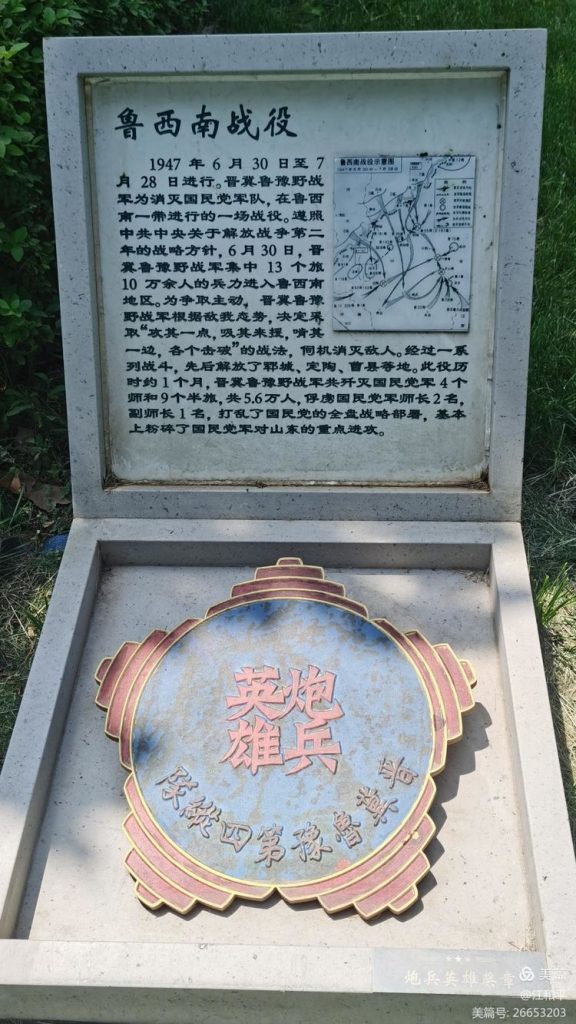 鲁西南战役
1947 年 6 月 30 日至 7
月 28 日进行。晋冀鲁豫野战
军为消灭国民党军队，在鲁西
南一带进行的一场战役。遵照
中共中央关于解放战争第二
年的战略方针，6 月 30 日，晋
冀鲁豫野战军集中 13 个旅
10 万余人的兵力进入鲁西南
地区。为争取主动，晋冀鲁豫
野战军根据敌我态势，决定采
取“攻其一点，吸其来援，啃其
一边，各个击破”的战法，伺机消灭敌人。经过一系
列战斗，先后解放了郓城、定陶、曹县等地。此役历
时约 1 个月，晋冀鲁豫野战军共歼灭国民党军 4 个
师和 9 个半旅，共 5.6 万人，俘虏国民党军师长 2 名，
副师长 1 名，打乱了国民党的全盘战略部署，基本
上粉碎了国民党军对山东的重点进攻。
鲁西南战役示意图
炮兵
英雄
晋冀鲁豫第四纵队
炮兵英雄奖章
美篇
@江和平
美篇号: 26653203